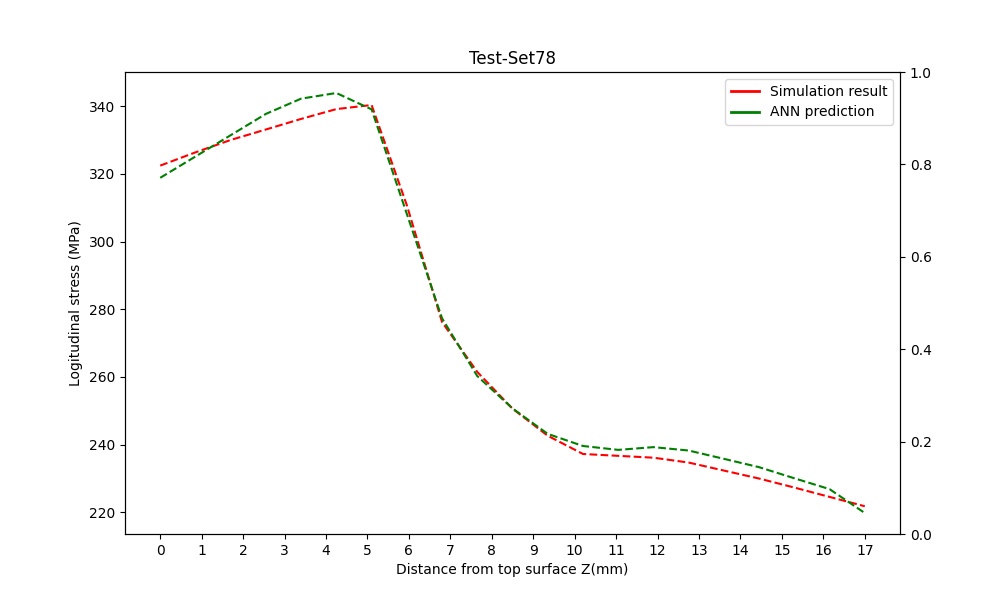 Test-Set78
Simulation result
ANN prediction
Logitudinal stress (MPa)
340
320
300
280
260
240
220
1.0
0.8
0.6
0.4
0.2
0.0
0 1 2 3 4 5 6 7 8 9 10 11 12 13 14 15 16 17
Distance from top surface Z(mm)